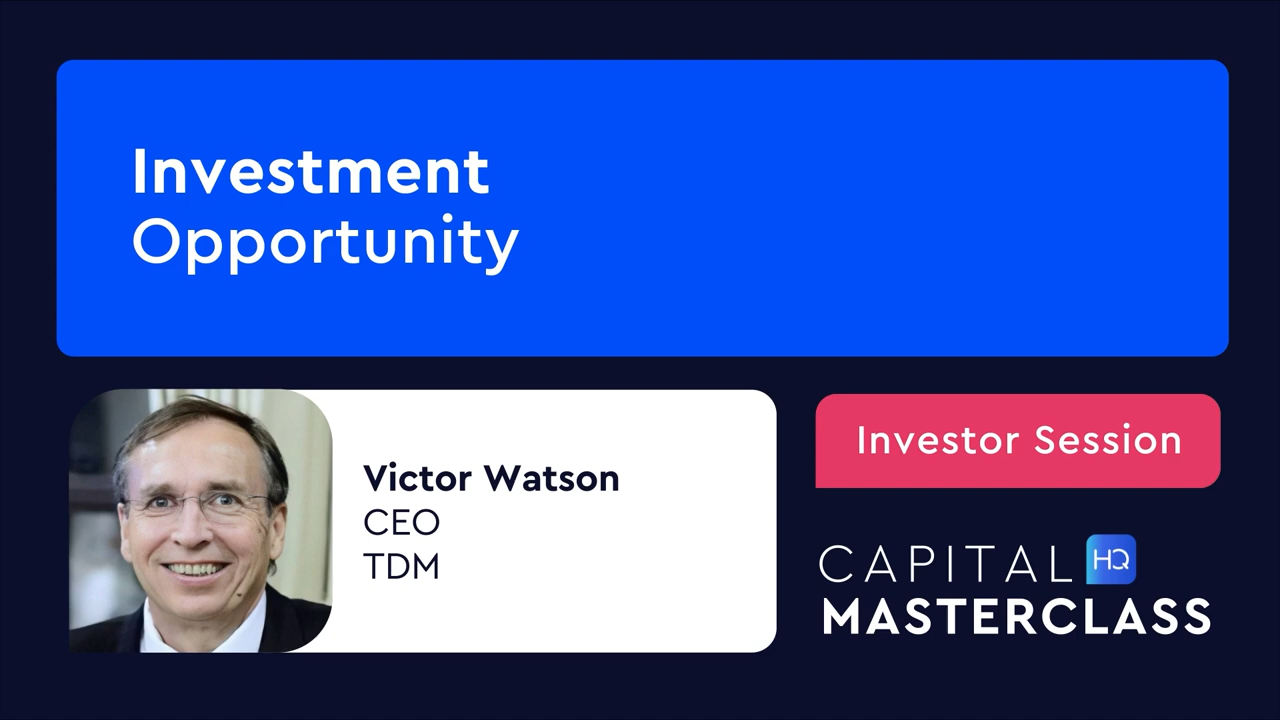 Investment
Opportunity
Victor Watson
CEO
TDM
Investor Session
CAPITAL HQ
MASTERCLASS